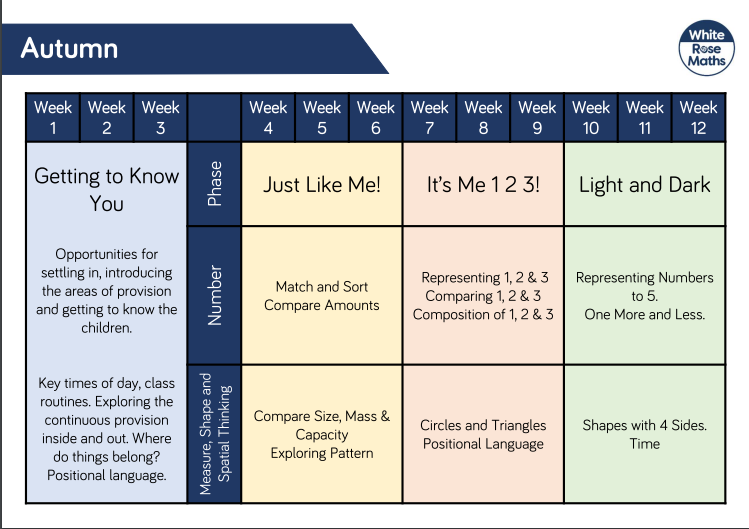 Autumn
White
Rose
Maths
Week
1
Week
2
Week
3
Week
4
Week
5
Week
6
Week
7
Week
8
Week
9
Week
10
Week
11
Week
12
Getting to Know
You
Phase
Just Like Me!
It's Me 1 2 3!
Light and Dark
Opportunities for
settling in, introducing
the areas of provision
and getting to know the
children.
Number
Match and Sort
Compare Amounts
Representing 1, 2 & 3
Comparing 1, 2 & 3
Composition of 1, 2 & 3
Representing Numbers
to 5.
One More and Less.
Key times of day, class
routines. Exploring the
continuous provision
inside and out. Where
do things belong?
Positional language.
Measure, Shape and
Spatial Thinking
Compare Size, Mass &
Capacity
Exploring Pattern
Circles and Triangles
Positional Language
Shapes with 4 Sides.
Time